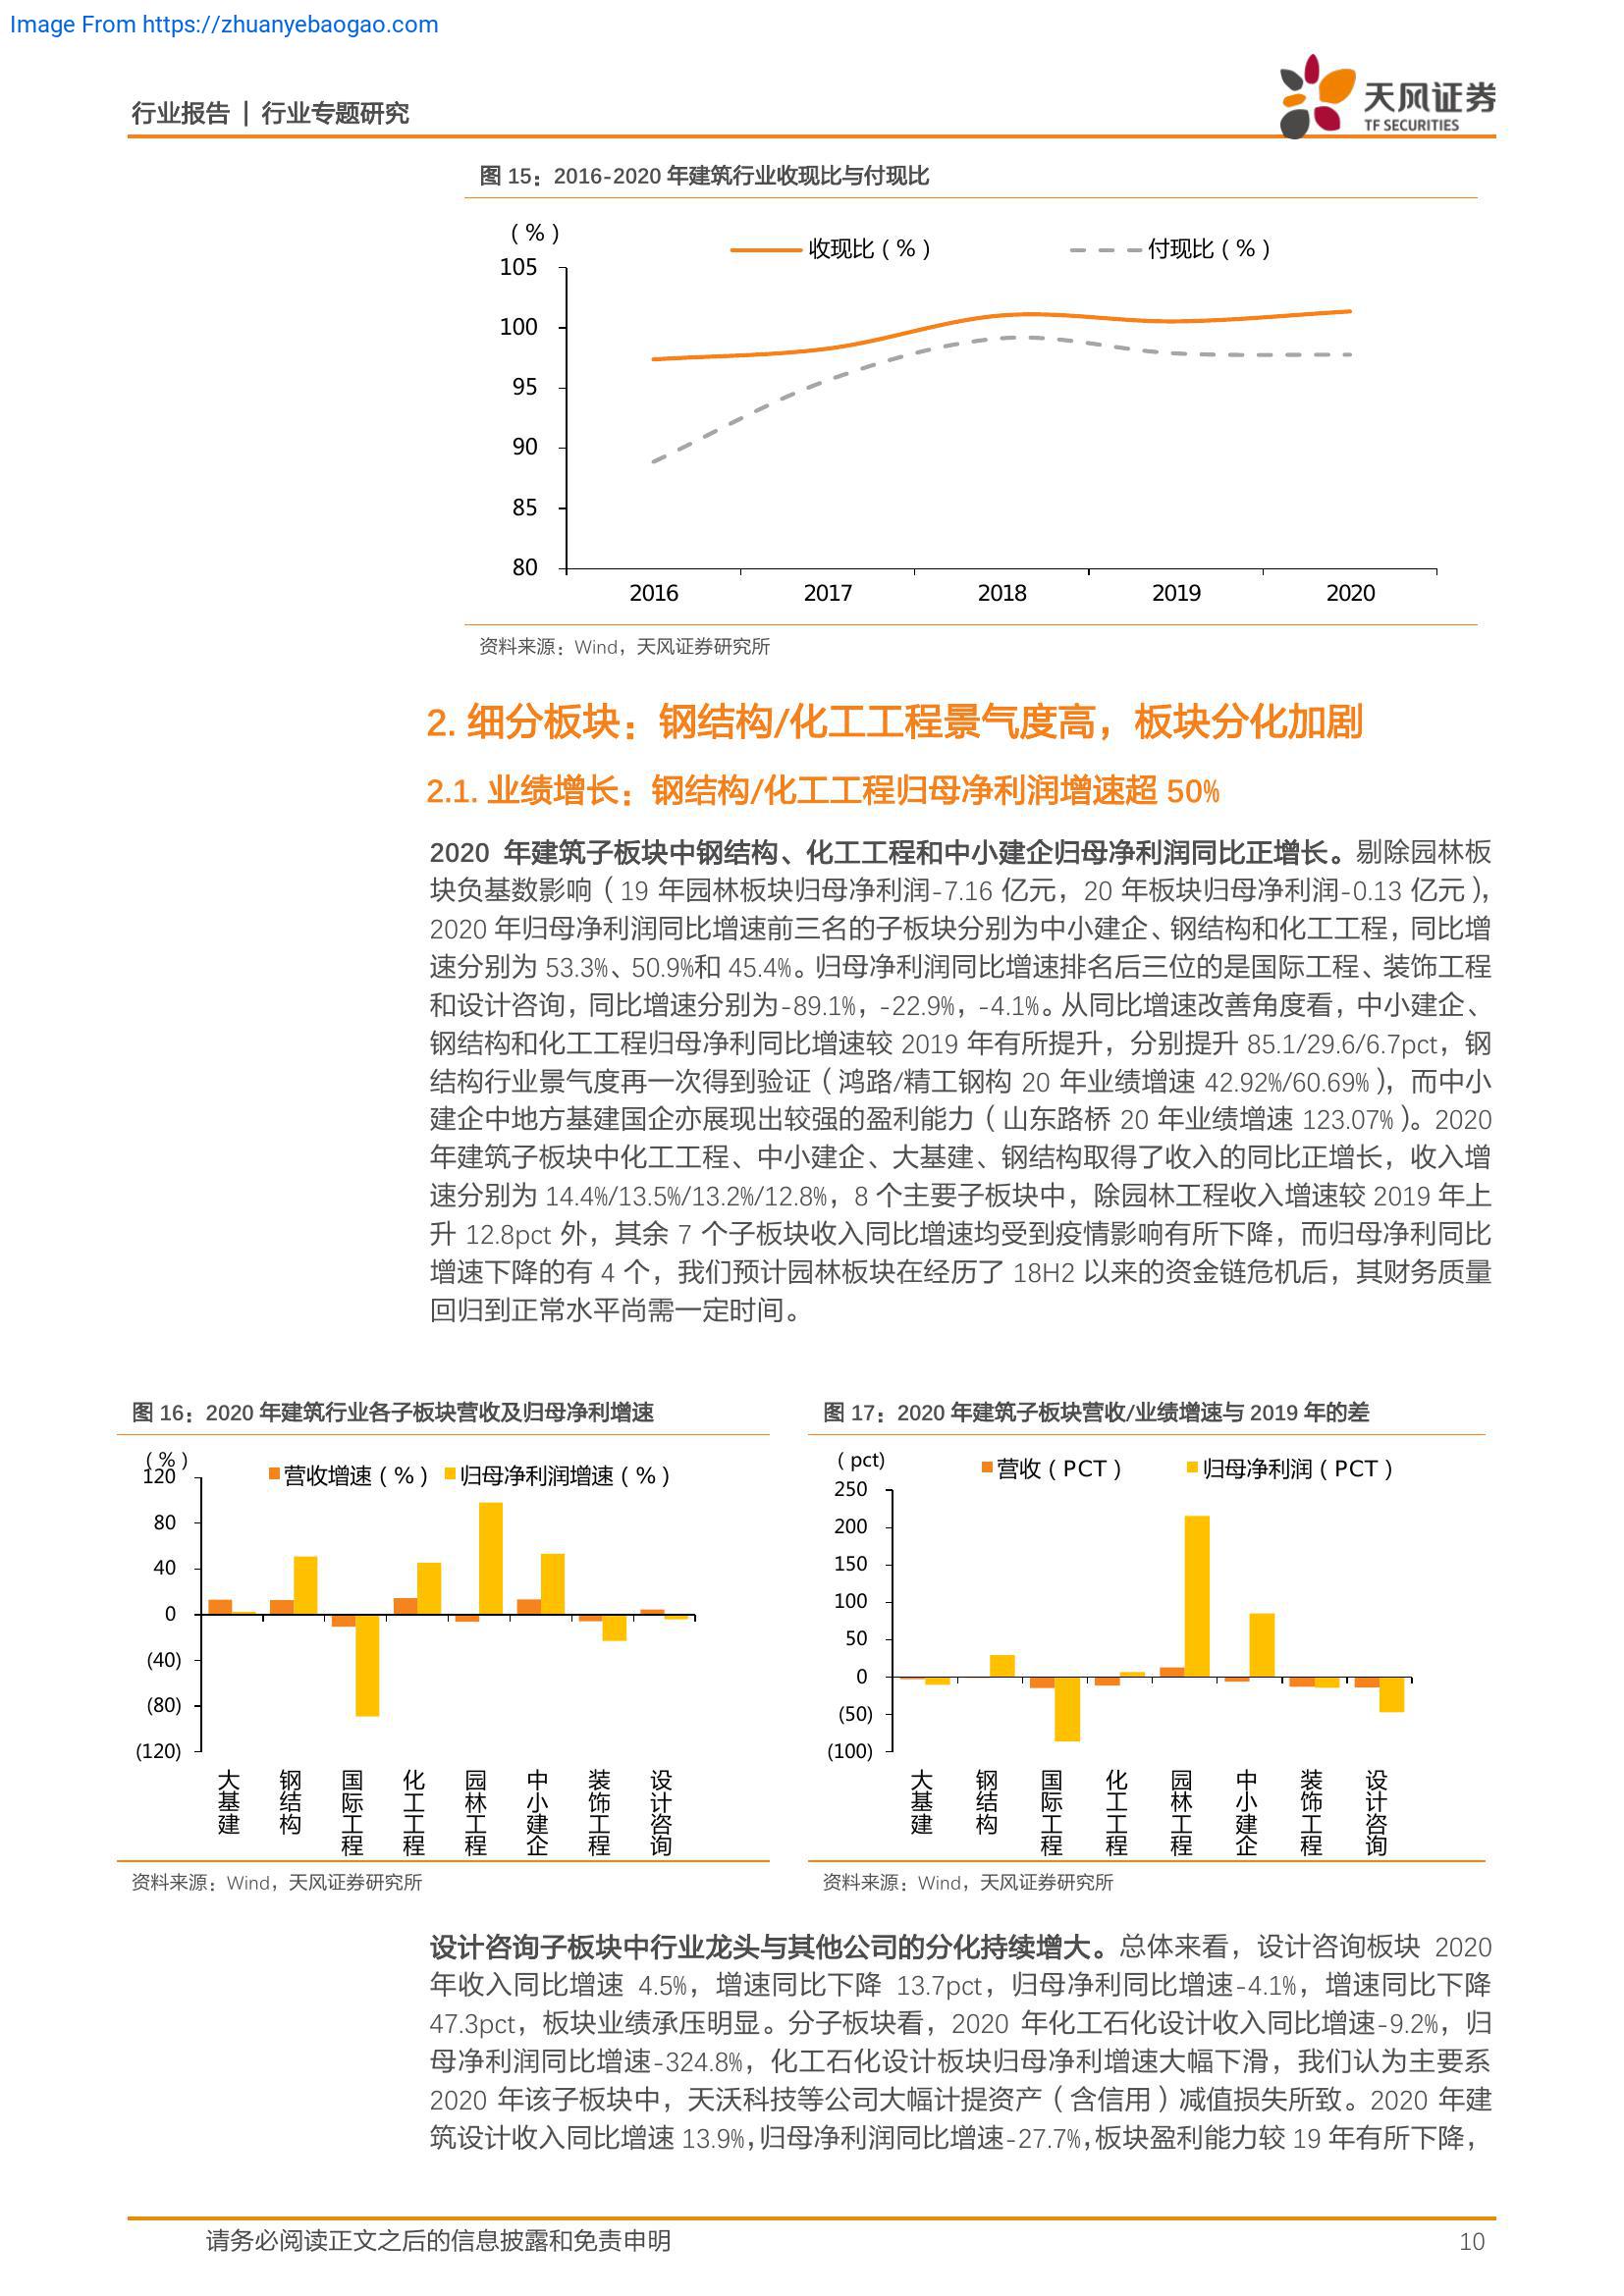 Image From https://zhuanyebaogao.com
行业报告 | 行业专题研究
天风证券
TF SECURITIES
图 15：2016-2020 年建筑行业收现比与付现比
（%）
收现比（%） 付现比（%）
105
100
95
90
85
80
2016 2017 2018 2019 2020
资料来源：Wind，天风证券研究所
2. 细分板块：钢结构/化工工程景气度高，板块分化加剧
2.1. 业绩增长：钢结构/化工工程归母净利润增速超 50%
2020 年建筑子板块中钢结构、化工工程和中小建企归母净利润同比正增长。剔除园林板
块负基数影响（19 年园林板块归母净利润-7.16 亿元，20 年板块归母净利润-0.13 亿元），
2020 年归母净利润同比增速前三名的子板块分别为中小建企、钢结构和化工工程，同比增
速分别为 53.3%、50.9%和 45.4%。归母净利润同比增速排名后三位的是国际工程、装饰工程
和设计咨询，同比增速分别为-89.1%，-22.9%，-4.1%。从同比增速改善角度看，中小建企、
钢结构和化工工程归母净利同比增速较 2019 年有所提升，分别提升 85.1/29.6/6.7pct，钢
结构行业景气度再一次得到验证（鸿路/精工钢构 20 年业绩增速 42.92%/60.69%），而中小
建企中地方基建国企亦展现出较强的盈利能力（山东路桥 20 年业绩增速 123.07%）。2020
年建筑子板块中化工工程、中小建企、大基建、钢结构取得了收入的同比正增长，收入增
速分别为 14.4%/13.5%/13.2%/12.8%，8 个主要子板块中，除园林工程收入增速较 2019 年上
升 12.8pct 外，其余 7 个子板块收入同比增速均受到疫情影响有所下降，而归母净利同比
增速下降的有 4 个，我们预计园林板块在经历了 18H2 以来的资金链危机后，其财务质量
回归到正常水平尚需一定时间。
图 16：2020 年建筑行业各子板块营收及归母净利增速
（%）
营收增速（%） 归母净利润增速（%）
120
80
40
0
(40)
(80)
(120)
大基建 钢结构 国际工程 化工工程 园林工程 中小建企 装饰工程 设计咨询
资料来源：Wind，天风证券研究所
图 17：2020 年建筑子板块营收/业绩增速与 2019 年的差
（pct)
营收（PCT） 归母净利润（PCT）
250
200
150
100
50
0
(50)
(100)
大基建 钢结构 国际工程 化工工程 园林工程 中小建企 装饰工程 设计咨询
资料来源：Wind，天风证券研究所
设计咨询子板块中行业龙头与其他公司的分化持续增大。总体来看，设计咨询板块 2020
年收入同比增速 4.5%，增速同比下降 13.7pct，归母净利同比增速-4.1%，增速同比下降
47.3pct，板块业绩承压明显。分子板块看，2020 年化工石化设计收入同比增速-9.2%，归
母净利润同比增速-324.8%，化工石化设计板块归母净利增速大幅下滑，我们认为主要系
2020 年该子板块中，天沃科技等公司大幅计提资产（含信用）减值损失所致。2020 年建
筑设计收入同比增速 13.9%，归母净利润同比增速-27.7%，板块盈利能力较 19 年有所下降，
请务必阅读正文之后的信息披露和免责申明
10